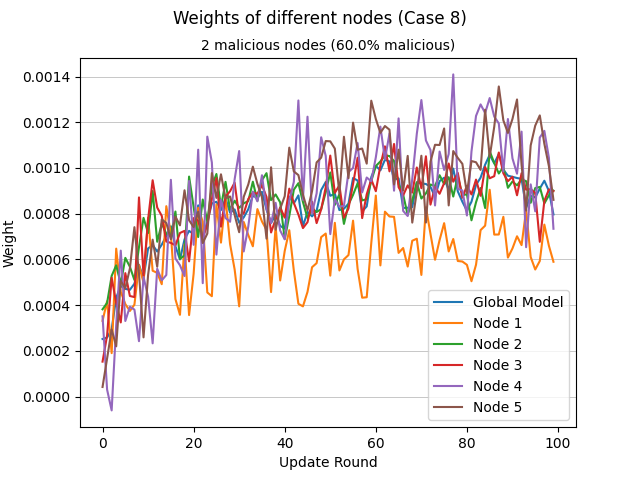 Weights of different nodes (Case 8)
2 malicious nodes (60.0% malicious)
Weight
0.0014
0.0012
0.0010
0.0008
0.0006
0.0004
0.0002
0.0000
0
20
40
60
80
100
Update Round
Global Model
Node 1
Node 2
Node 3
Node 4
Node 5